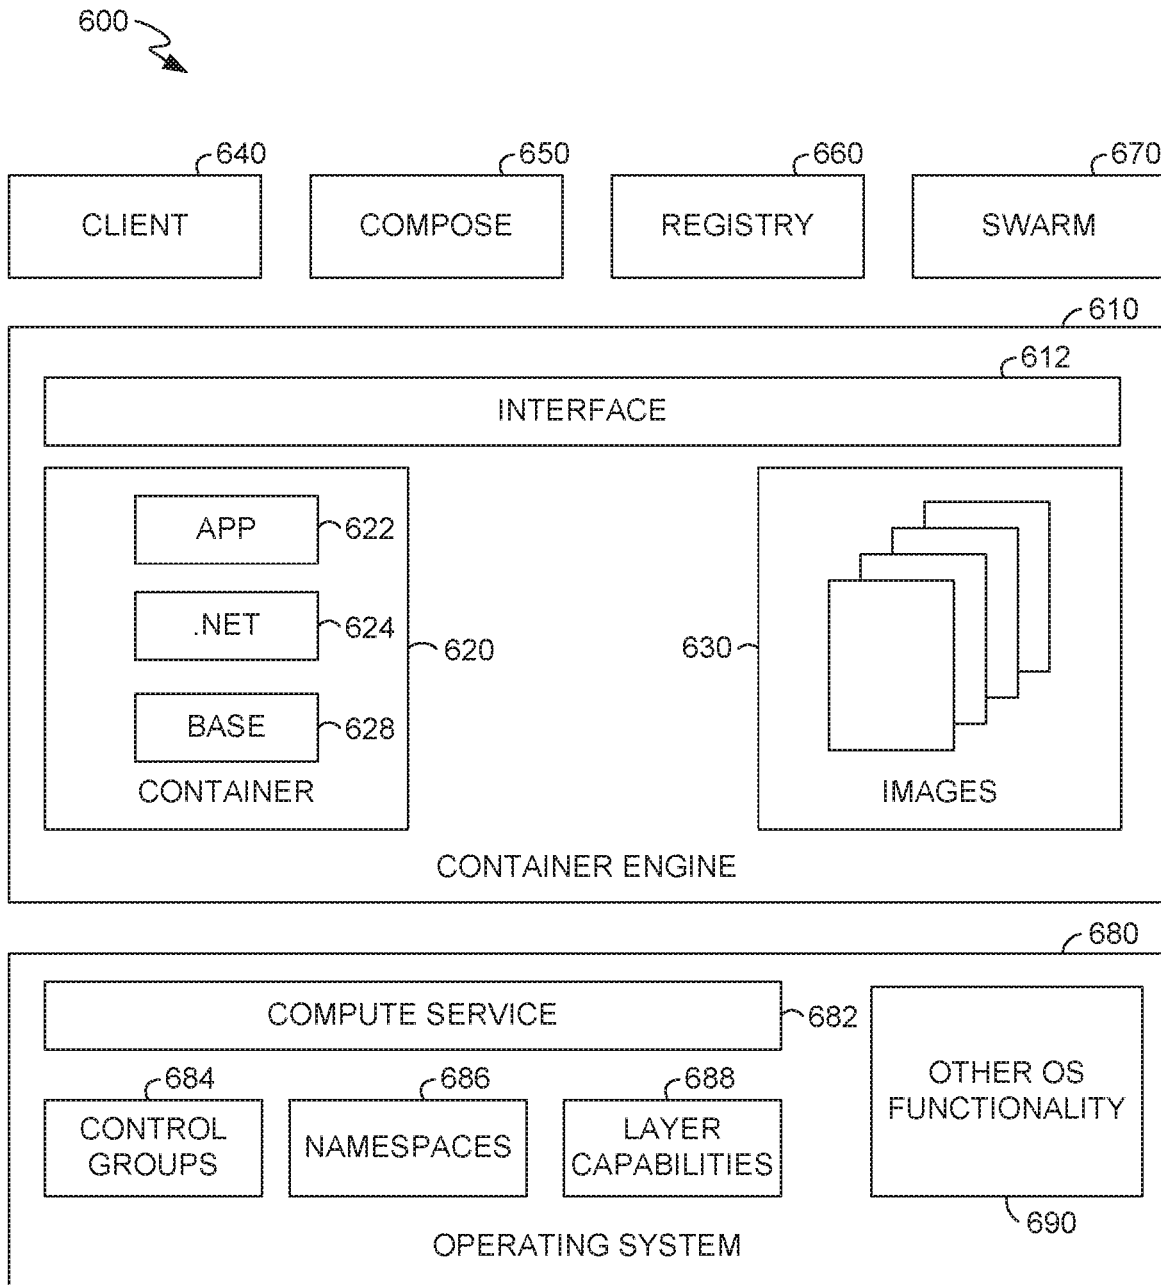 600
640
650
660
670
CLIENT
COMPOSE
REGISTRY
SWARM
610
612
INTERFACE
APP
622
.NET
624
620
630
BASE
628
CONTAINER
IMAGES
CONTAINER ENGINE
680
COMPUTE SERVICE
682
684
686
688
CONTROL
GROUPS
NAMESPACES
LAYER
CAPABILITIES
OTHER OS
FUNCTIONALITY
690
OPERATING SYSTEM